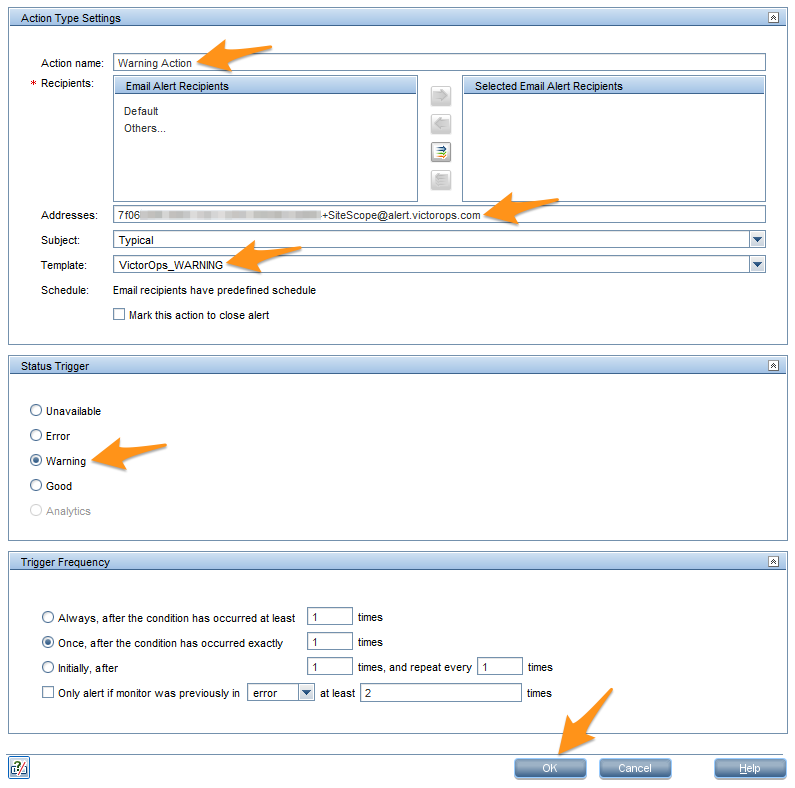 Action Type Settings
Action name: Warning Action
* Recipients: Email Alert Recipients Selected Email Alert Recipients
Default
Others...
Addresses: 7f06 +SiteScope@alert.victorops.com
Subject: Typical
Template: VictorOps_WARNING
Schedule: Email recipients have predefined schedule
Mark this action to close alert
Status Trigger
Unavailable
Error
Warning
Good
Analytics
Trigger Frequency
Always, after the condition has occurred at least 1 times
Once, after the condition has occurred exactly 1 times
Initially, after 1 times, and repeat every 1 times
Only alert if monitor was previously in error at least 2 times
OK Cancel Help